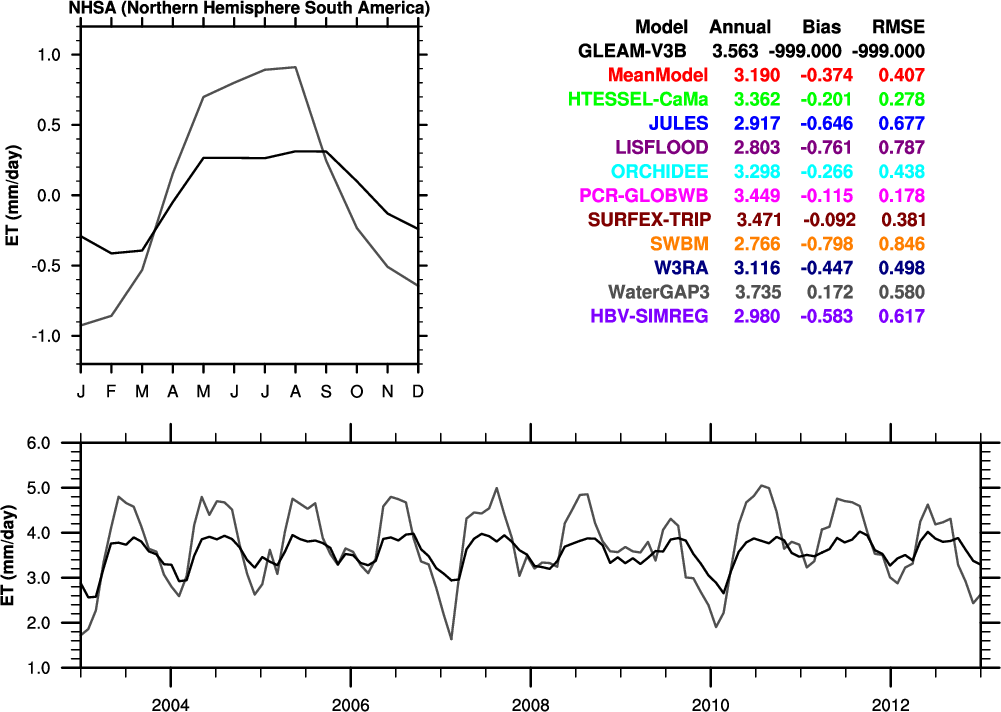 NHSA (Northern Hemisphere South America)
1.0
0.5
0.0
-0.5
-1.0
ET (mm/day)
J F M A M J J A S O N D
Model Annual Bias RMSE
GLEAM-V3B 3.563 -999.000 -999.000
MeanModel 3.190 -0.374 0.407
HTESSEL-CaMa 3.362 -0.201 0.278
JULES 2.917 -0.646 0.677
LISFLOOD 2.803 -0.761 0.787
ORCHIDEE 3.298 -0.266 0.438
PCR-GLOBWB 3.449 -0.115 0.178
SURFEX-TRIP 3.471 -0.092 0.381
SWBM 2.766 -0.798 0.846
W3RA 3.116 -0.447 0.498
WaterGAP3 3.735 0.172 0.580
HBV-SIMREG 2.980 -0.583 0.617
6.0
5.0
4.0
3.0
2.0
1.0
ET (mm/day)
2004 2006 2008 2010 2012